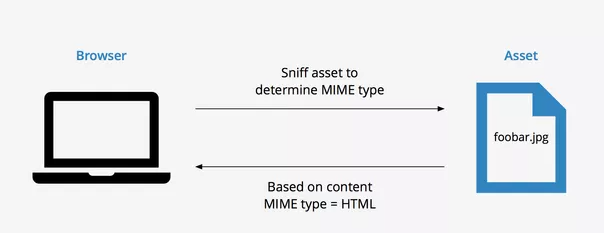 Browser
Asset
Sniff asset to
determine MIME type
foobar.jpg
Based on content
MIME type = HTML